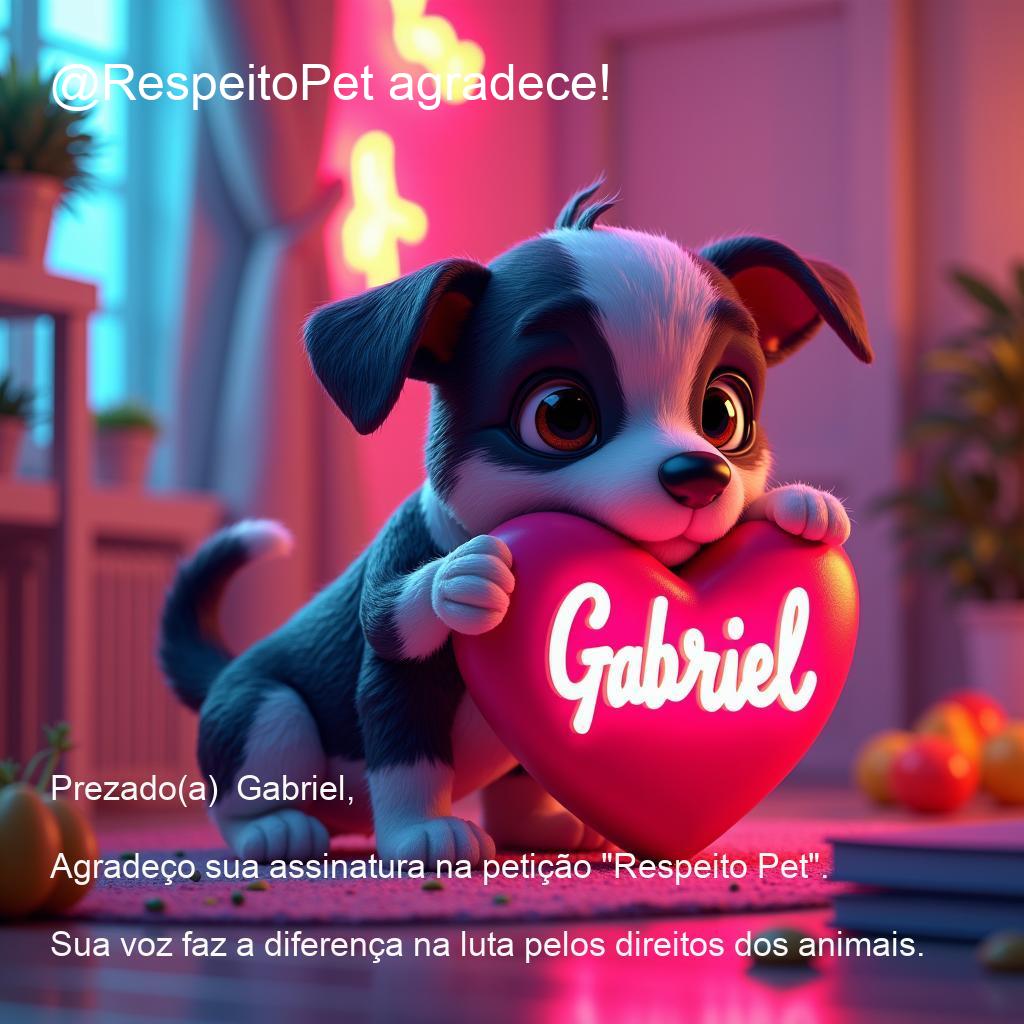 @RespeitoPet agradece!
Gabriel
Prezado(a)  Gabriel,
Agradeço sua assinatura na petição "Respeito Pet".
Sua voz faz a diferença na luta pelos direitos dos animais.